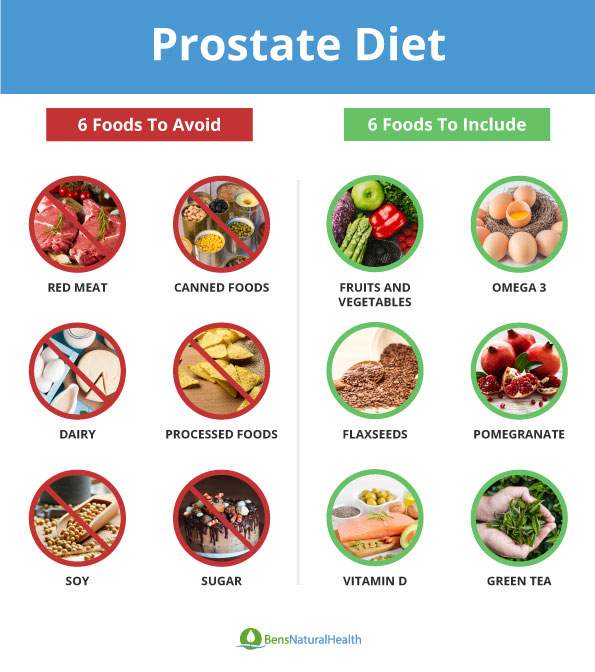 Prostate Diet
6 Foods To Avoid
6 Foods To Include
RED MEAT
CANNED FOODS
FRUITS AND
VEGETABLES
OMEGA 3
DAIRY
PROCESSED FOODS
FLAXSEEDS
POMEGRANATE
SOY
SUGAR
VITAMIN D
GREEN TEA
BensNaturalHealth